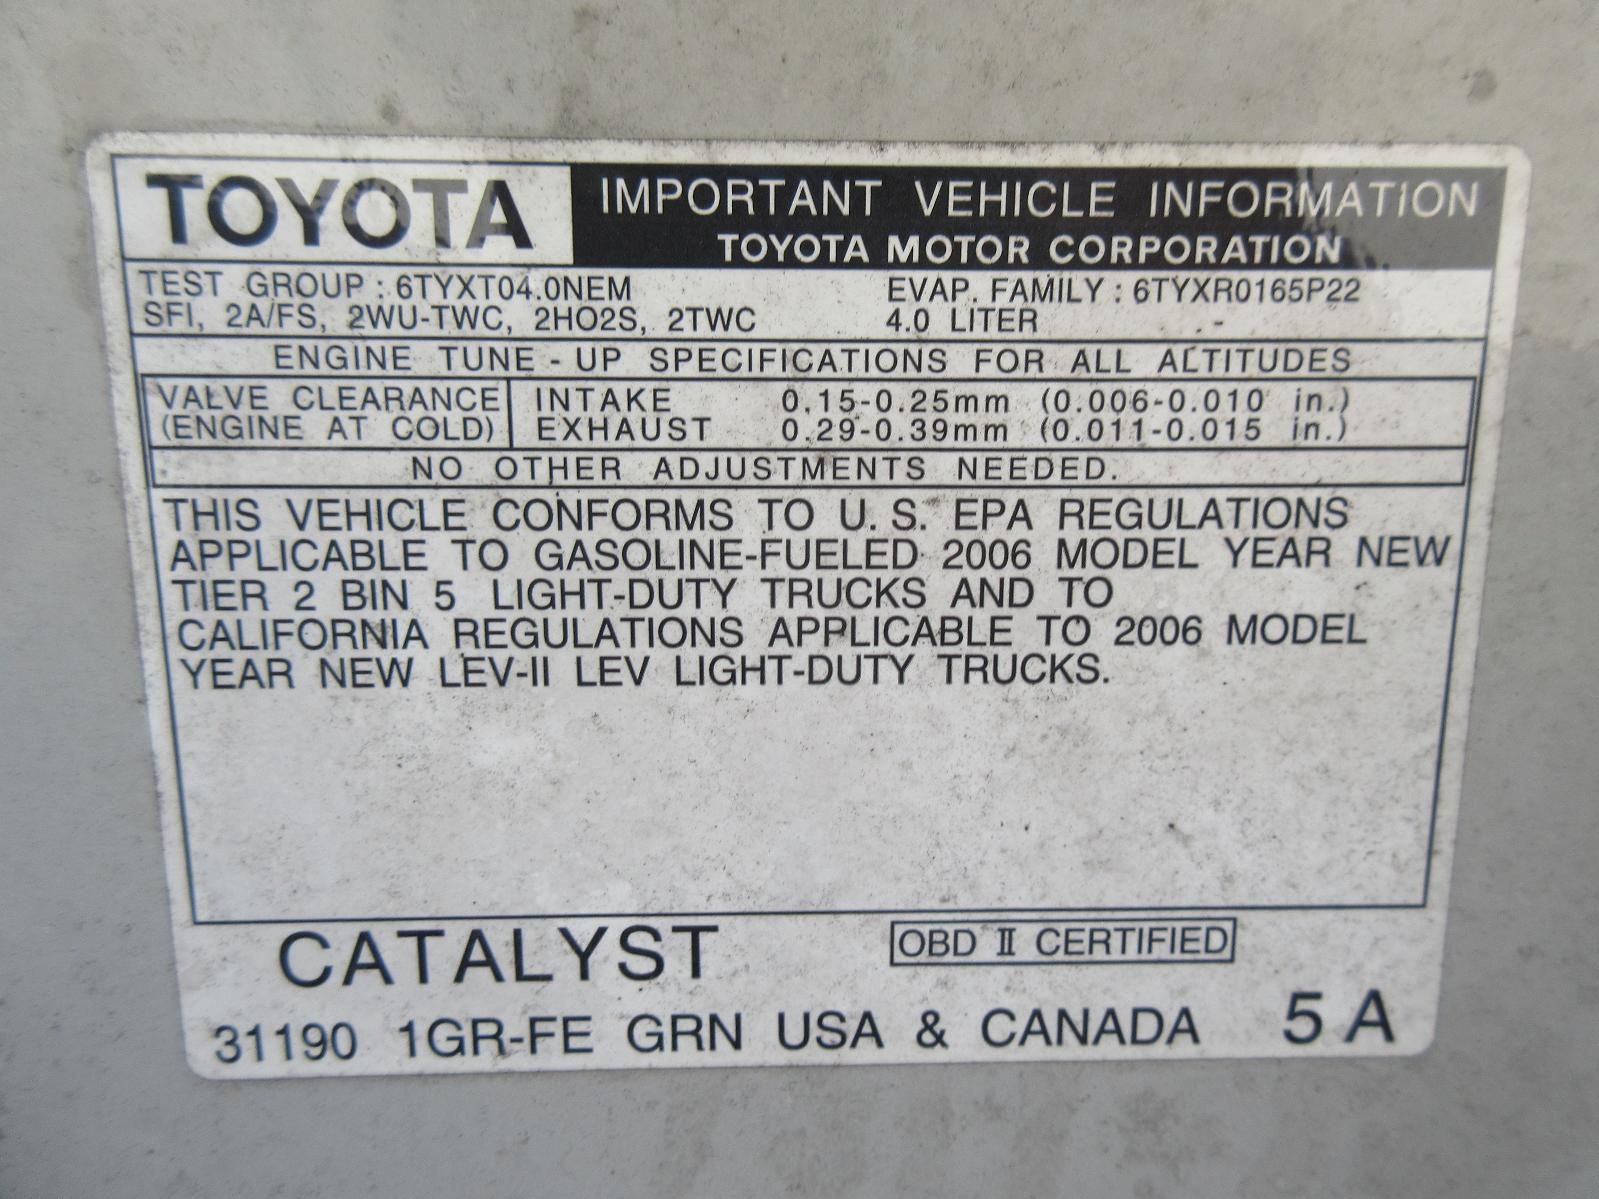 TOYOTA IMPORTANT VEHICLE INFORMATION
TOYOTA MOTOR CORPORATION
TEST GROUP : 6TYXT04.0NEM EVAP. FAMILY : 6TYXR0165P22
SFI, 2A/FS, 2WU-TWC, 2HO2S, 2TWC 4.0 LITER
ENGINE TUNE - UP SPECIFICATIONS FOR ALL ALTITUDES
VALVE CLEARANCE INTAKE 0.15-0.25mm (0.006-0.010 in.)
(ENGINE AT COLD) EXHAUST 0.29-0.39mm (0.011-0.015 in.)
NO OTHER ADJUSTMENTS NEEDED.
THIS VEHICLE CONFORMS TO U.S. EPA REGULATIONS
APPLICABLE TO GASOLINE-FUELED 2006 MODEL YEAR NEW
TIER 2 BIN 5 LIGHT-DUTY TRUCKS AND TO
CALIFORNIA REGULATIONS APPLICABLE TO 2006 MODEL
YEAR NEW LEV-II LEV LIGHT-DUTY TRUCKS.
CATALYST OBD II CERTIFIED
31190 1GR-FE GRN USA & CANADA 5A